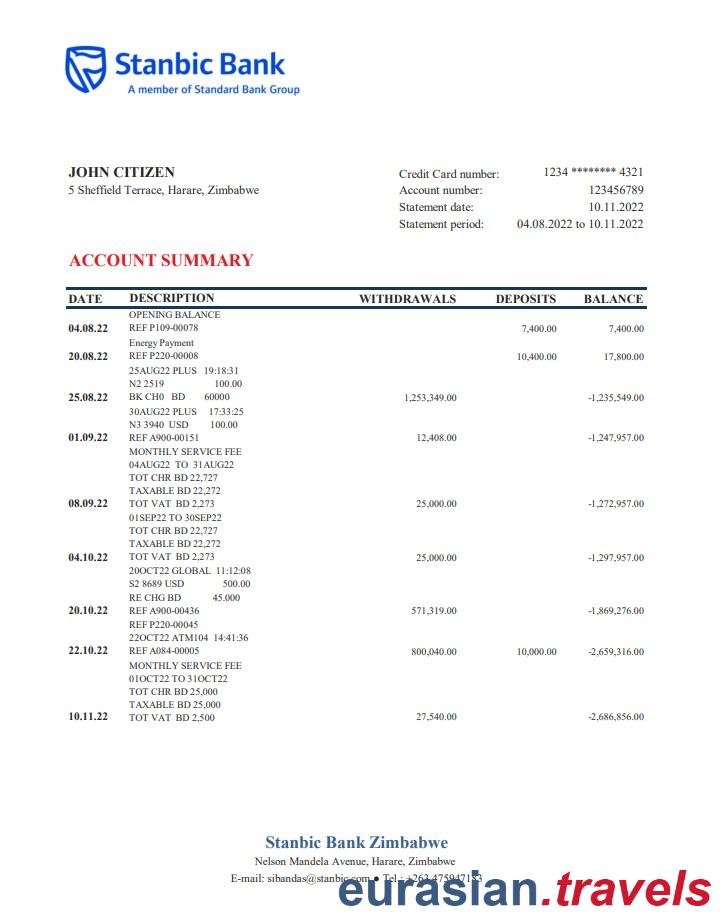 Stanbic Bank
A member of Standard Bank Group
JOHN CITIZEN
5 Sheffield Terrace, Harare, Zimbabwe
Credit Card number: 1234 ******** 4321
Account number: 123456789
Statement date: 10.11.2022
Statement period: 04.08.2022 to 10.11.2022
ACCOUNT SUMMARY
DATE DESCRIPTION WITHDRAWALS DEPOSITS BALANCE
OPENING BALANCE
04.08.22 REF P109-00078 7,400.00 7,400.00
Energy Payment
20.08.22 REF P220-00008 10,400.00 17,800.00
25AUG22 PLUS 19:18:31
N2 2519 100.00
25.08.22 BK CH0 BD 60000 1,253,349.00 -1,235,549.00
30AUG22 PLUS 17:33:25
N3 3940 USD 100.00
01.09.22 REF A900-00151 12,408.00 -1,247,957.00
MONTHLY SERVICE FEE
04AUG22 TO 31AUG22
TOT CHR BD 22,727
TAXABLE BD 22,272
08.09.22 TOT VAT BD 2,273 25,000.00 -1,272,957.00
01SEP22 TO 30SEP22
TOT CHR BD 22,727
TAXABLE BD 22,272
04.10.22 TOT VAT BD 2,273 25,000.00 -1,297,957.00
20OCT22 GLOBAL 11:12:08
S2 8689 USD 500.00
RE CHG BD 45.000
20.10.22 REF A900-00436 571,319.00 -1,869,276.00
REF P220-00045
22OCT22 ATM104 14:41:36
22.10.22 REF A084-00005 800,040.00 10,000.00 -2,659,316.00
MONTHLY SERVICE FEE
01OCT22 TO 31OCT22
TOT CHR BD 25,000
TAXABLE BD 25,000
10.11.22 TOT VAT BD 2,500 27,540.00 -2,686,856.00
Stanbic Bank Zimbabwe
Nelson Mandela Avenue, Harare, Zimbabwe
E-mail: sibandas@stanbic.com ● Tel.: +263 475947183
eurasian.travels